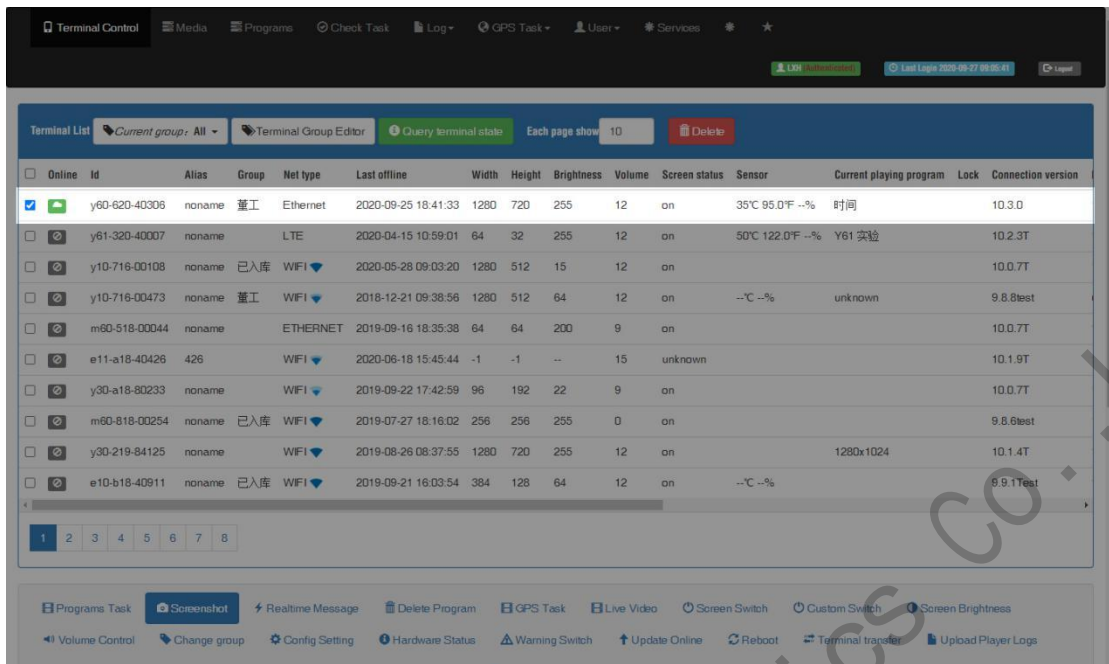 Terminal Control Media Programs Check Task Log GPS Task User Services
LXH (Authenticated) Last Login 2020-09-27 09:05:41 Logout
Terminal List Current group: All Terminal Group Editor Query terminal state Each page show 10 Delete
Online Id Alias Group Net type Last offline Width Height Brightness Volume Screen status Sensor Current playing program Lock Connection version
y60-620-40306 noname 董工 Ethernet 2020-09-25 18:41:33 1280 720 255 12 on 35℃ 95.0℉ --% 时间 10.3.0
y61-320-40007 noname LTE 2020-04-15 10:59:01 64 32 255 12 on 50℃ 122.0℉ --% Y61 实验 10.2.3T
y10-716-00108 noname 已入库 WIFI 2020-05-28 09:03:20 1280 512 15 12 on 10.0.7T
y10-716-00473 noname 董工 WIFI 2018-12-21 09:38:56 1280 512 64 12 on --℃ --% unknown 9.8.8test
m60-518-00044 noname ETHERNET 2019-09-16 18:35:38 64 64 200 9 on 10.0.7T
e11-a18-40426 426 WIFI 2020-06-18 15:45:44 -1 -1 -- 15 unknown 10.1.9T
y30-a18-80233 noname WIFI 2019-09-22 17:42:59 96 192 22 9 on 10.0.7T
m60-818-00254 noname 已入库 WIFI 2019-07-27 18:16:02 256 256 255 0 on 9.8.6test
y30-219-84125 noname WIFI 2019-08-26 08:37:55 1280 720 255 12 on 1280x1024 10.1.4T
e10-b18-40911 noname 已入库 WIFI 2019-09-21 16:03:54 384 128 64 12 on --℃ --% 9.9.1Test
1 2 3 4 5 6 7 8
Programs Task Screenshot Realtime Message Delete Program GPS Task Live Video Screen Switch Custom Switch Screen Brightness
Volume Control Change group Config Setting Hardware Status Warning Switch Update Online Reboot Terminal transfer Upload Player Logs
cs Co.